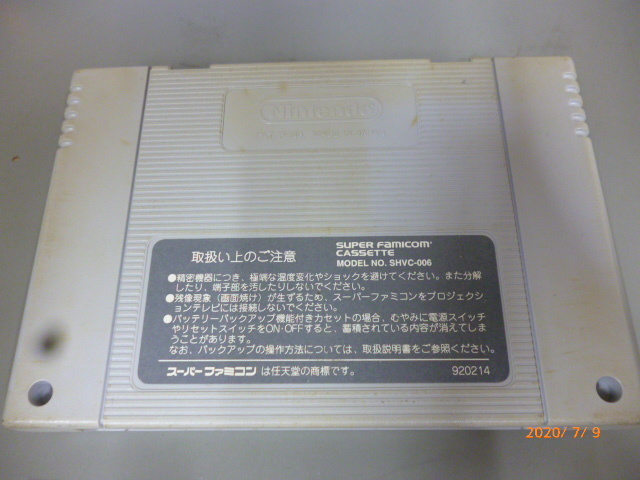 Nintendo
取扱い上のご注意
SUPER FAMICOM
CASSETTE
MODEL NO. SHVC-006
●精密機器につき、極端な温度変化やショックを避けてください。また分解
したり、端子部を汚したりしないでください。
●残像現象(画面焼け)が生ずるため、スーパーファミコンをプロジェクシ
ョンテレビには接続しないでください。
●バッテリーバックアップ機能付きカセットの場合、むやみに電源スイッチ
やリセットスイッチをON・OFFすると、蓄積されている内容が消えてしま
うことがあります。
なお、バックアップの操作方法については、取扱説明書をご参照ください。
スーパーファミコン は任天堂の商標です。
920214
2020/ 7/ 9